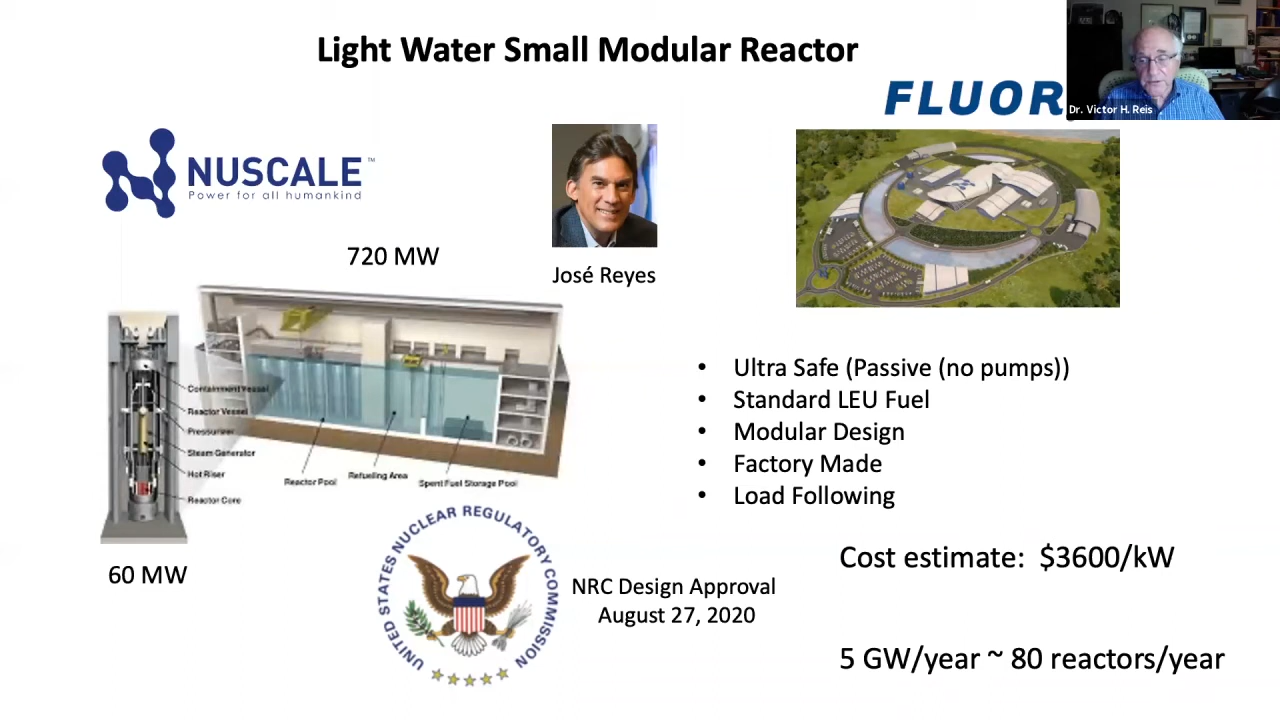 Light Water Small Modular Reactor
FLUOR
Dr. Victor H. Reis
NUSCALE™
Power for all humankind
720 MW
José Reyes
Containment Vessel
Reactor Vessel
Pressurizer
Steam Generator
Hot Riser
Reactor Core
Reactor Pool
Refueling Area
Spent Fuel Storage Pool
60 MW
• Ultra Safe (Passive (no pumps))
• Standard LEU Fuel
• Modular Design
• Factory Made
• Load Following
UNITED STATES NUCLEAR REGULATORY COMMISSION
NRC Design Approval
August 27, 2020
Cost estimate: $3600/kW
5 GW/year ~ 80 reactors/year